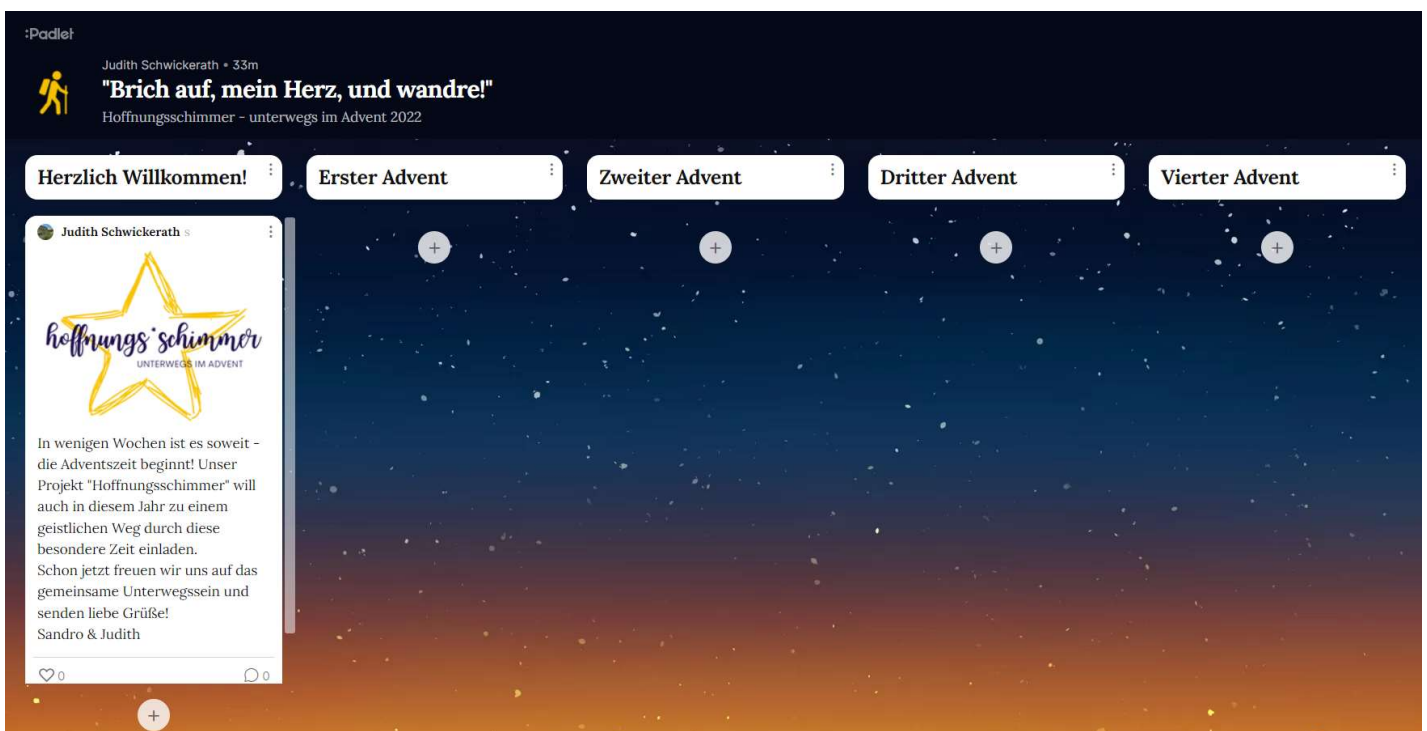 :Padlet
Judith Schwickerath • 33m
"Brich auf, mein Herz, und wandre!"
Hoffnungsschimmer - unterwegs im Advent 2022
Herzlich Willkommen!
Erster Advent
Zweiter Advent
Dritter Advent
Vierter Advent
Judith Schwickerath s
hoffnungs*schimmer
UNTERWEGS IM ADVENT
In wenigen Wochen ist es soweit -
die Adventszeit beginnt! Unser
Projekt "Hoffnungsschimmer" will
auch in diesem Jahr zu einem
geistlichen Weg durch diese
besondere Zeit einladen.
Schon jetzt freuen wir uns auf das
gemeinsame Unterwegssein und
senden liebe Grüße!
Sandro & Judith
0 0